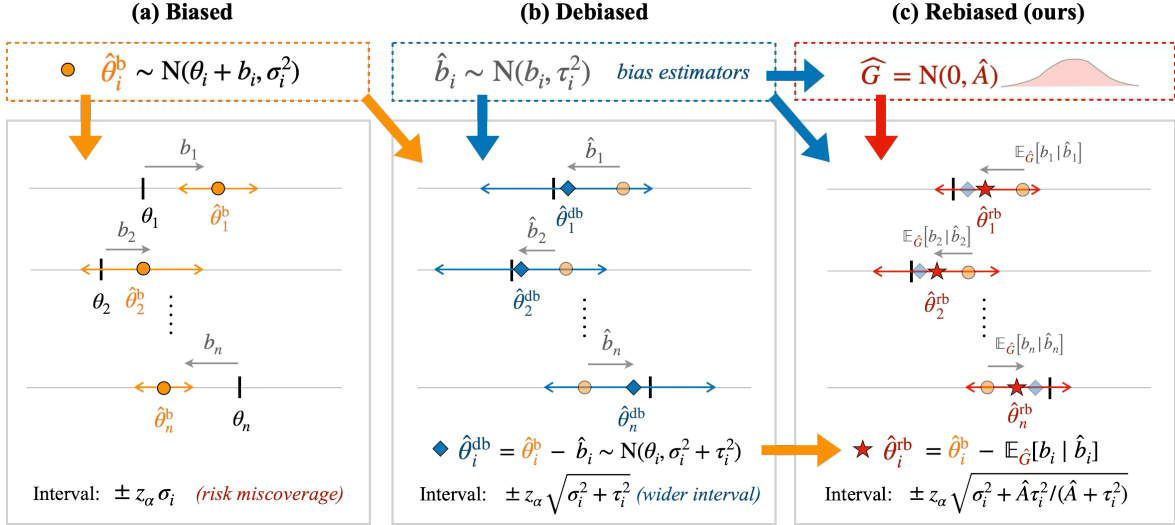 (a) Biased
θ̂ᵢᵇ ~ N(θᵢ + bᵢ, σᵢ²)
b₁
θ₁
θ̂₁ᵇ
b₂
θ₂
θ̂₂ᵇ
bₙ
θ̂ₙᵇ
θₙ
Interval: ± z_α σᵢ (risk miscoverage)
(b) Debiased
b̂ᵢ ~ N(bᵢ, τᵢ²) bias estimators
b̂₁
θ̂₁ᵈᵇ
b̂₂
θ̂₂ᵈᵇ
b̂ₙ
θ̂ₙᵈᵇ
θ̂ᵢᵈᵇ = θ̂ᵢᵇ - b̂ᵢ ~ N(θᵢ, σᵢ² + τᵢ²)
Interval: ± z_α √(σᵢ² + τᵢ²) (wider interval)
(c) Rebiased (ours)
Ĝ = N(0, Â)
𝔼_Ĝ[b₁ | b̂₁]
θ̂₁ʳᵇ
𝔼_Ĝ[b₂ | b̂₂]
θ̂₂ʳᵇ
𝔼_Ĝ[bₙ | b̂ₙ]
θ̂ₙʳᵇ
θ̂ᵢʳᵇ = θ̂ᵢᵇ - 𝔼_Ĝ[bᵢ | b̂ᵢ]
Interval: ± z_α √(σᵢ² + Âτᵢ²/(Â + τᵢ²))